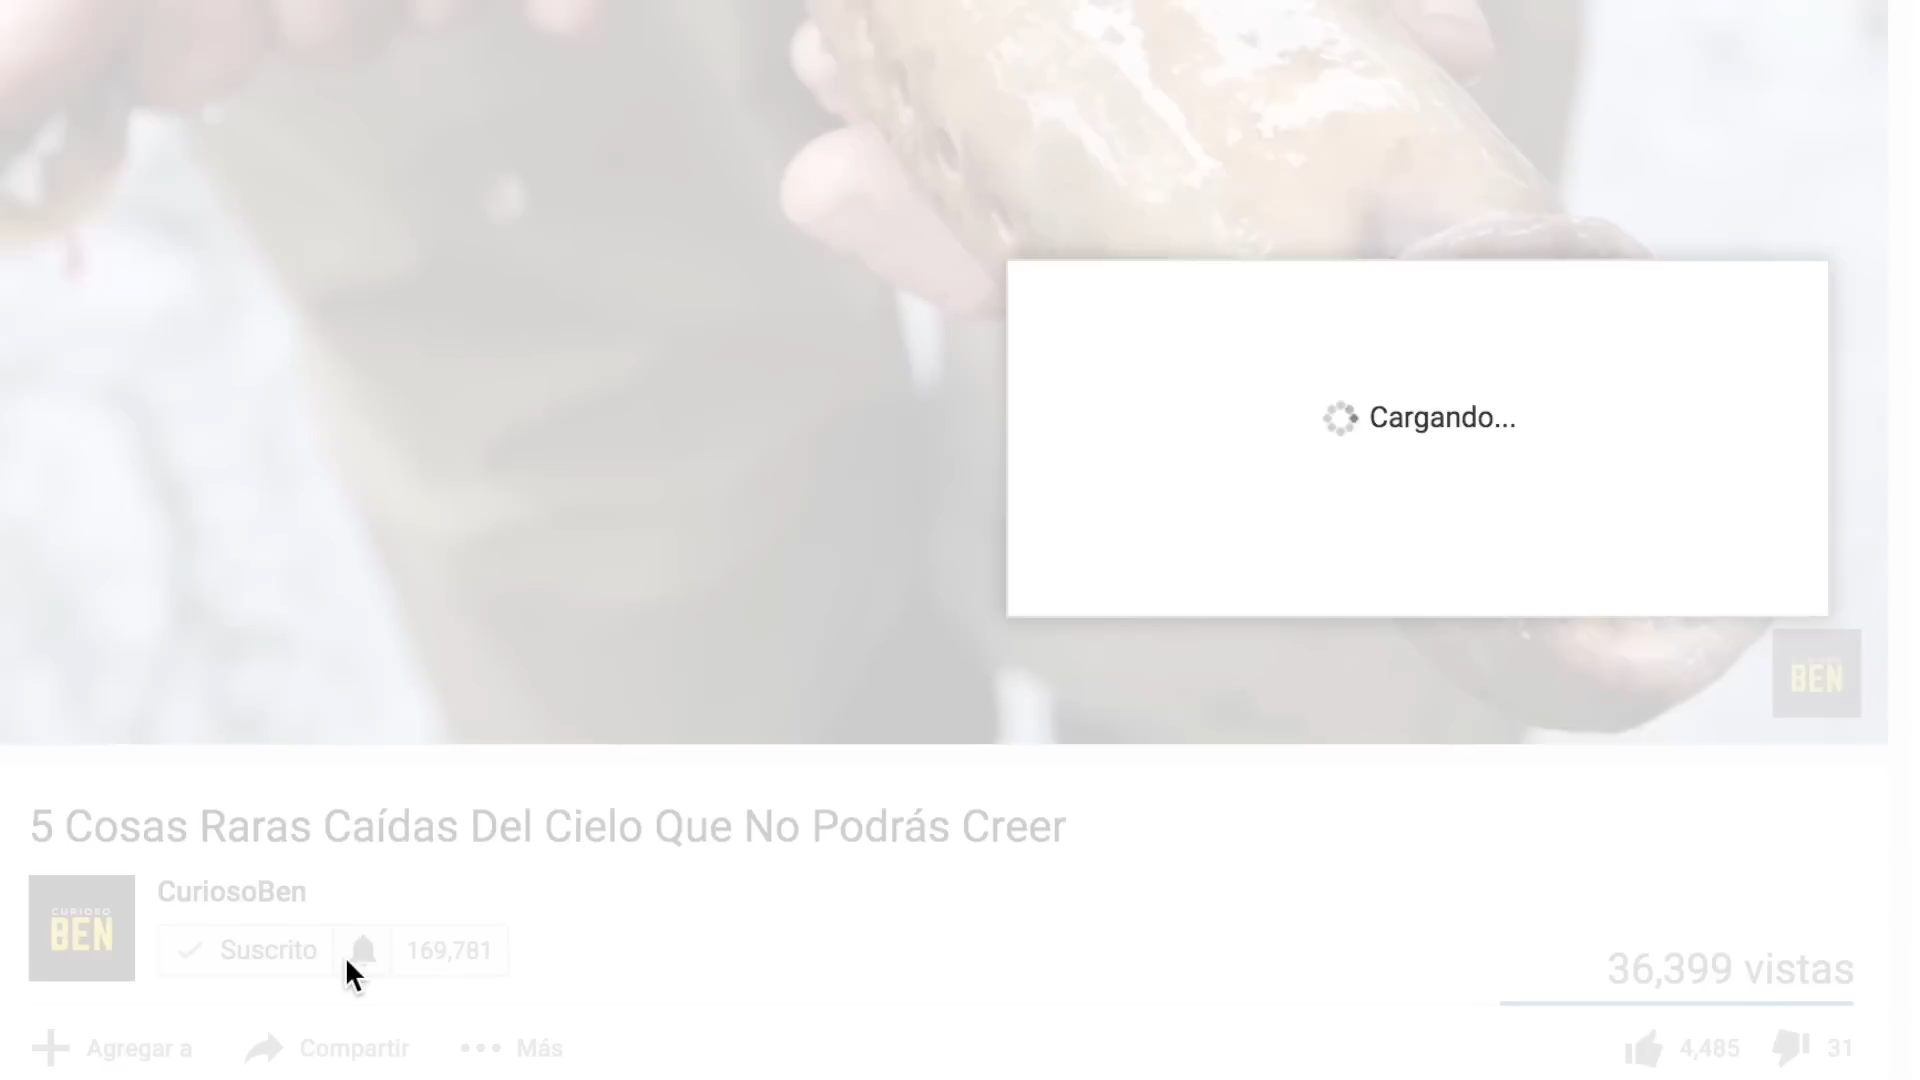 Cargando...
BEN
5 Cosas Raras Caídas Del Cielo Que No Podrás Creer
CURIOSO
BEN
CuriosoBen
Suscrito
169,781
36,399 vistas
Agregar a
Compartir
Más
4,485
31